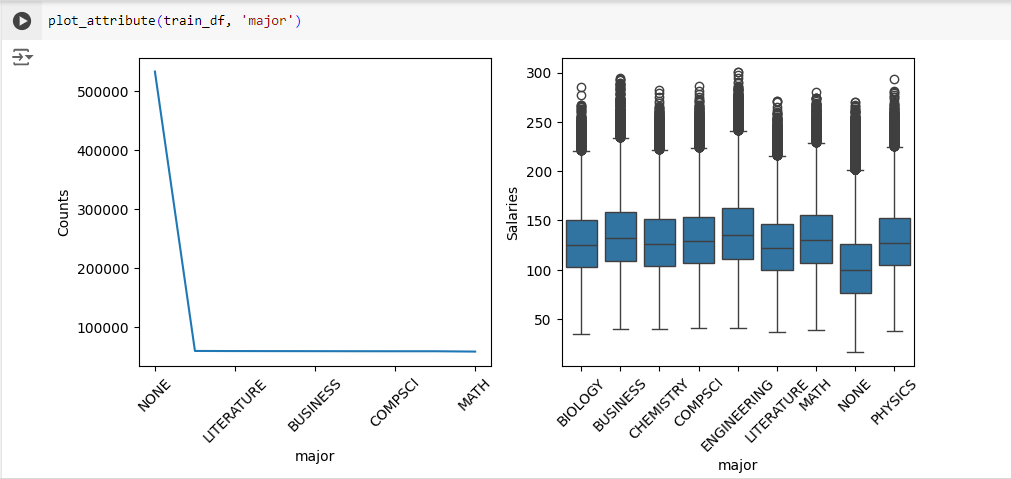 plot_attribute(train_df, 'major')
500000
400000
300000
200000
100000
Counts
NONE
LITERATURE
BUSINESS
COMPSCI
MATH
major
300
250
200
150
100
50
Salaries
BIOLOGY
BUSINESS
CHEMISTRY
COMPSCI
ENGINEERING
LITERATURE
MATH
NONE
PHYSICS
major